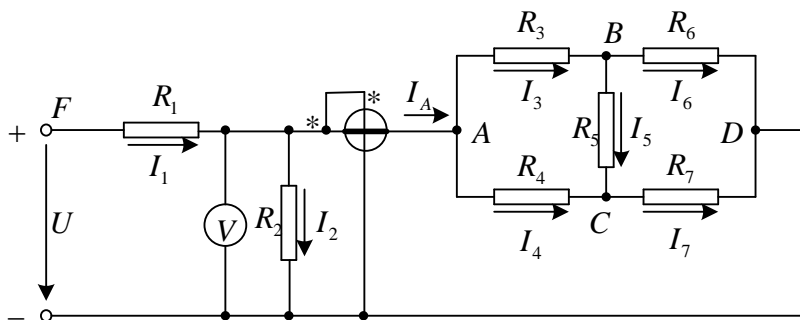 R3 B R6
I3 I6
F R1 * * IA A R5 I5 D
+
I1 R4 R7
U V R2 I2 C
I4 I7
−